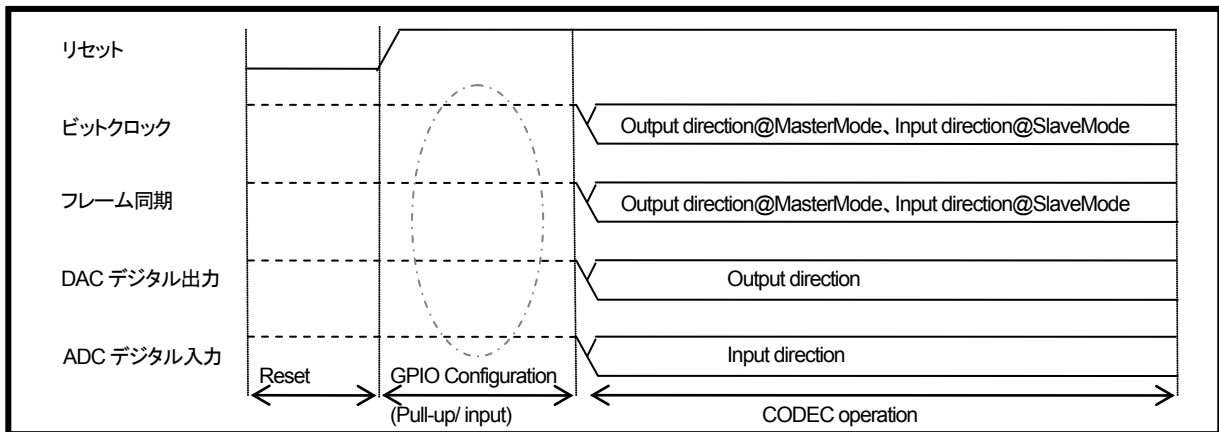 リセット
ビットクロック
Output direction@MasterMode、Input direction@SlaveMode
フレーム同期
Output direction@MasterMode、Input direction@SlaveMode
DAC デジタル出力
Output direction
ADC デジタル入力
Input direction
Reset
GPIO Configuration
(Pull-up/ input)
CODEC operation